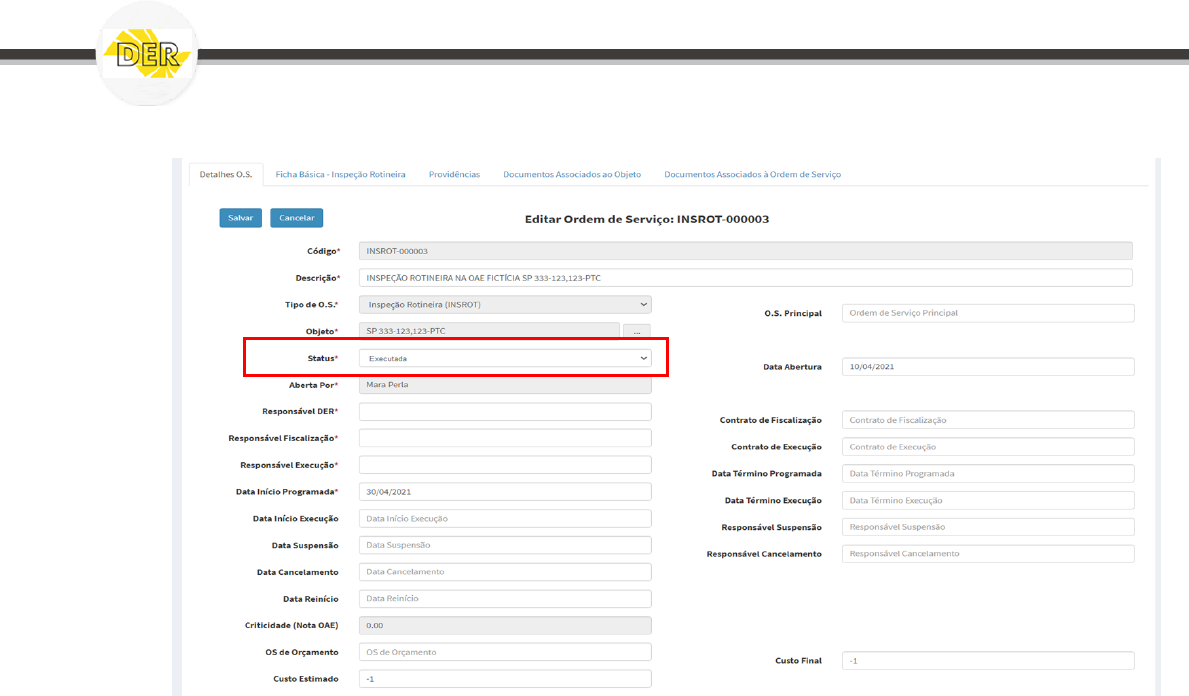 DER
Detalhes O.S. Ficha Básica - Inspeção Rotineira Providências Documentos Associados ao Objeto Documentos Associados à Ordem de Serviço
Salvar Cancelar Editar Ordem de Serviço: INSROT-000003
Código* INSROT-000003
Descrição* INSPEÇÃO ROTINEIRA NA OAE FICTÍCIA SP 333-123,123-PTC
Tipo de O.S.* Inspeção Rotineira (INSROT)
O.S. Principal Ordem de Serviço Principal
Objeto* SP 333-123,123-PTC ...
Status* Executada
Data Abertura 10/04/2021
Aberta Por* Mara Perla
Responsável DER*
Contrato de Fiscalização Contrato de Fiscalização
Responsável Fiscalização*
Contrato de Execução Contrato de Execução
Responsável Execução*
Data Término Programada Data Término Programada
Data Início Programada* 30/04/2021
Data Término Execução Data Término Execução
Data Início Execução Data Início Execução
Responsável Suspensão Responsável Suspensão
Data Suspensão Data Suspensão
Responsável Cancelamento Responsável Cancelamento
Data Cancelamento Data Cancelamento
Data Reinício Data Reinício
Criticidade (Nota OAE) 0.00
OS de Orçamento OS de Orçamento
Custo Final -1
Custo Estimado -1